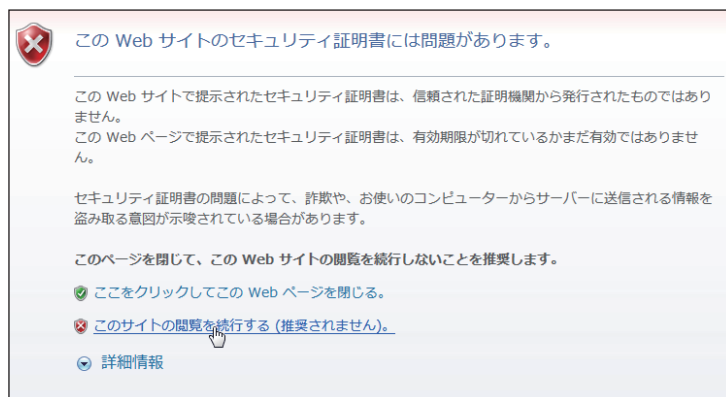 この Web サイトのセキュリティ証明書には問題があります。
この Web サイトで提示されたセキュリティ証明書は、信頼された証明機関から発行されたものではあり
ません。
この Web ページで提示されたセキュリティ証明書は、有効期限が切れているかまだ有効ではありませ
ん。
セキュリティ証明書の問題によって、詐欺や、お使いのコンピューターからサーバーに送信される情報を
盗み取る意図が示唆されている場合があります。
このページを閉じて、この Web サイトの閲覧を続行しないことを推奨します。
ここをクリックしてこの Web ページを閉じる。
このサイトの閲覧を続行する (推奨されません)。
詳細情報